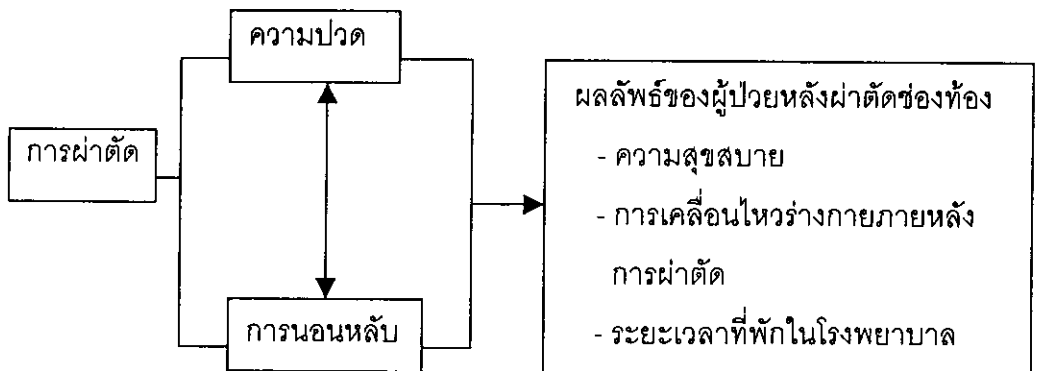 ความปวด
การผ่าตัด
การนอนหลับ
ผลลัพธ์ของผู้ป่วยหลังผ่าตัดช่องท้อง
- ความสุขสบาย
- การเคลื่อนไหวร่างกายภายหลัง
การผ่าตัด
- ระยะเวลาที่พักในโรงพยาบาล